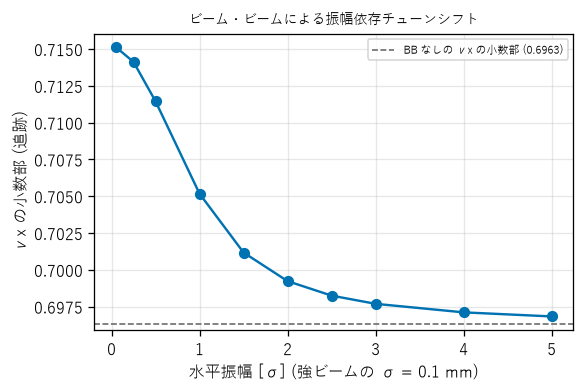 ビーム・ビームによる振幅依存チューンシフト
BB なしの ν x の小数部 (0.6963)
ν x の小数部 (追跡)
0.7150
0.7125
0.7100
0.7075
0.7050
0.7025
0.7000
0.6975
0 1 2 3 4 5
水平振幅 [σ] (強ビームの σ = 0.1 mm)